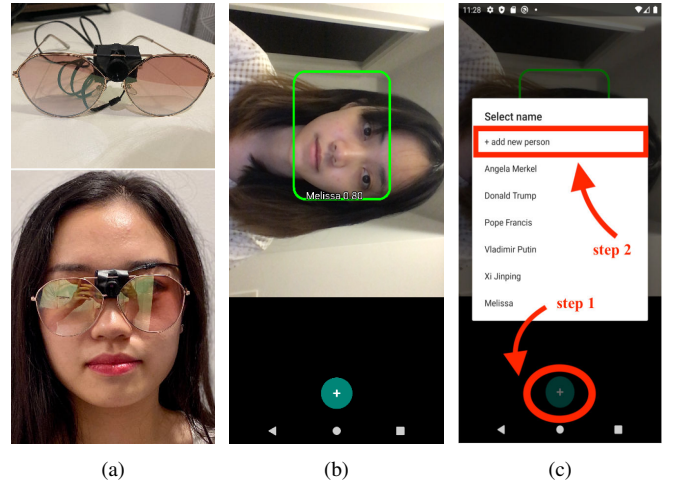 Melissa 0.80
+
11:28
Select name
+ add new person
Angela Merkel
Donald Trump
Pope Francis
Vladimir Putin
Xi Jinping
Melissa
step 2
step 1
+
(a)
(b)
(c)